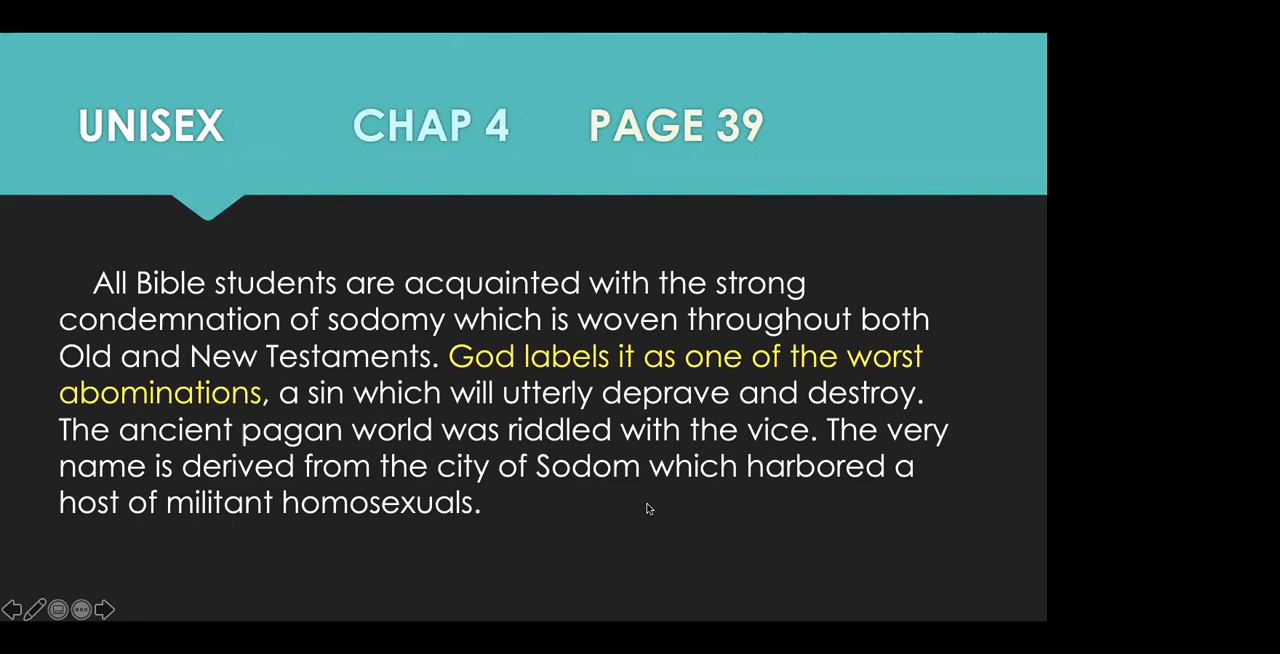 UNISEX CHAP 4 PAGE 39
All Bible students are acquainted with the strong
condemnation of sodomy which is woven throughout both
Old and New Testaments. God labels it as one of the worst
abominations, a sin which will utterly deprave and destroy.
The ancient pagan world was riddled with the vice. The very
name is derived from the city of Sodom which harbored a
host of militant homosexuals.